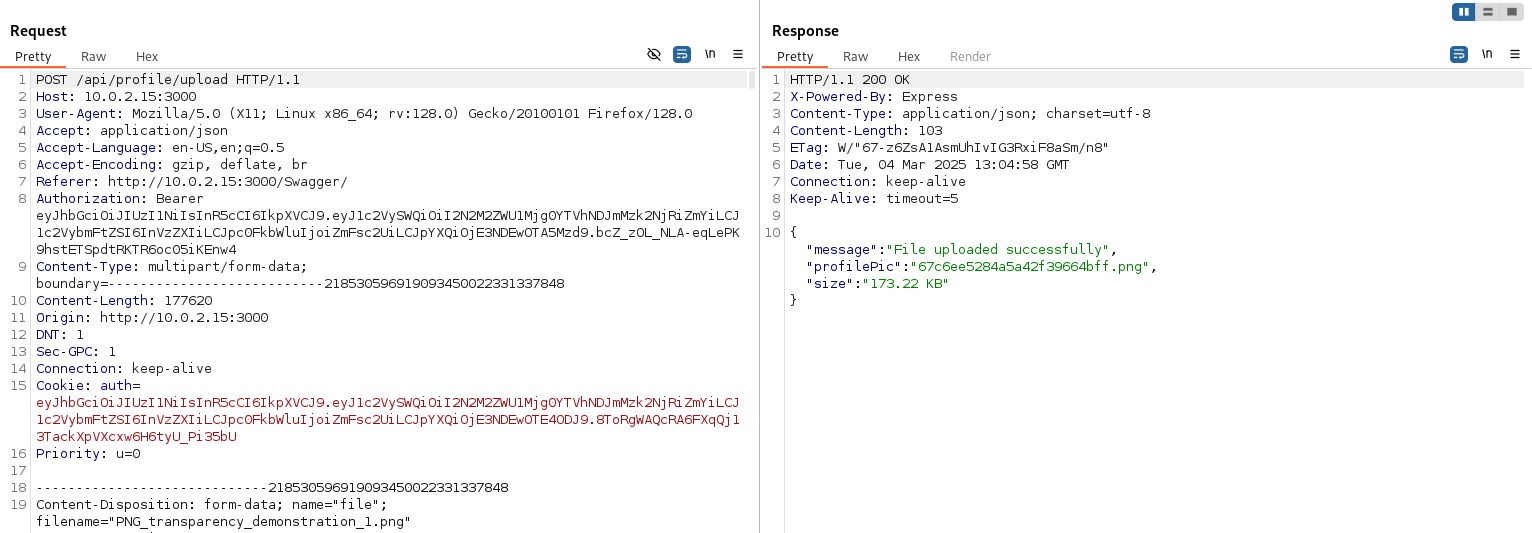 Request
Pretty Raw Hex
\n
1 POST /api/profile/upload HTTP/1.1
2 Host: 10.0.2.15:3000
3 User-Agent: Mozilla/5.0 (X11; Linux x86_64; rv:128.0) Gecko/20100101 Firefox/128.0
4 Accept: application/json
5 Accept-Language: en-US,en;q=0.5
6 Accept-Encoding: gzip, deflate, br
7 Referer: http://10.0.2.15:3000/Swagger/
8 Authorization: Bearer
eyJhbGciOiJIUzI1NiIsInR5cCI6IkpXVCJ9.eyJ1c2VySWQiOiI2N2M2ZWU1Mjg0YTVhNDJmMzk2NjRiZmYiLCJ
1c2VybmFtZSI6InVzZXIiLCJpc0FkbWluIjoiZmFsc2UiLCJpYXQiOjE3NDEwOTA5Mzd9.bcZ_zOL_NLA-eqLePK
9hstETSpdtRKTR6oc05iKEnw4
9 Content-Type: multipart/form-data;
boundary=---------------------------218530596919093450022331337848
10 Content-Length: 177620
11 Origin: http://10.0.2.15:3000
12 DNT: 1
13 Sec-GPC: 1
14 Connection: keep-alive
15 Cookie: auth=
eyJhbGciOiJIUzI1NiIsInR5cCI6IkpXVCJ9.eyJ1c2VySWQiOiI2N2M2ZWU1Mjg0YTVhNDJmMzk2NjRiZmYiLCJ
1c2VybmFtZSI6InVzZXIiLCJpc0FkbWluIjoiZmFsc2UiLCJpYXQiOjE3NDEwOTE4ODJ9.8ToRgWAQcRA6FXqQj1
3TackXpVXcxw6H6tyU_Pi35bU
16 Priority: u=0
17
18 -----------------------------218530596919093450022331337848
19 Content-Disposition: form-data; name="file";
filename="PNG_transparency_demonstration_1.png"
Response
Pretty Raw Hex Render
\n
1 HTTP/1.1 200 OK
2 X-Powered-By: Express
3 Content-Type: application/json; charset=utf-8
4 Content-Length: 103
5 ETag: W/"67-z6ZsA1AsmUhIvIG3RxiF8aSm/n8"
6 Date: Tue, 04 Mar 2025 13:04:58 GMT
7 Connection: keep-alive
8 Keep-Alive: timeout=5
9
10 {
"message":"File uploaded successfully",
"profilePic":"67c6ee5284a5a42f39664bff.png",
"size":"173.22 KB"
}